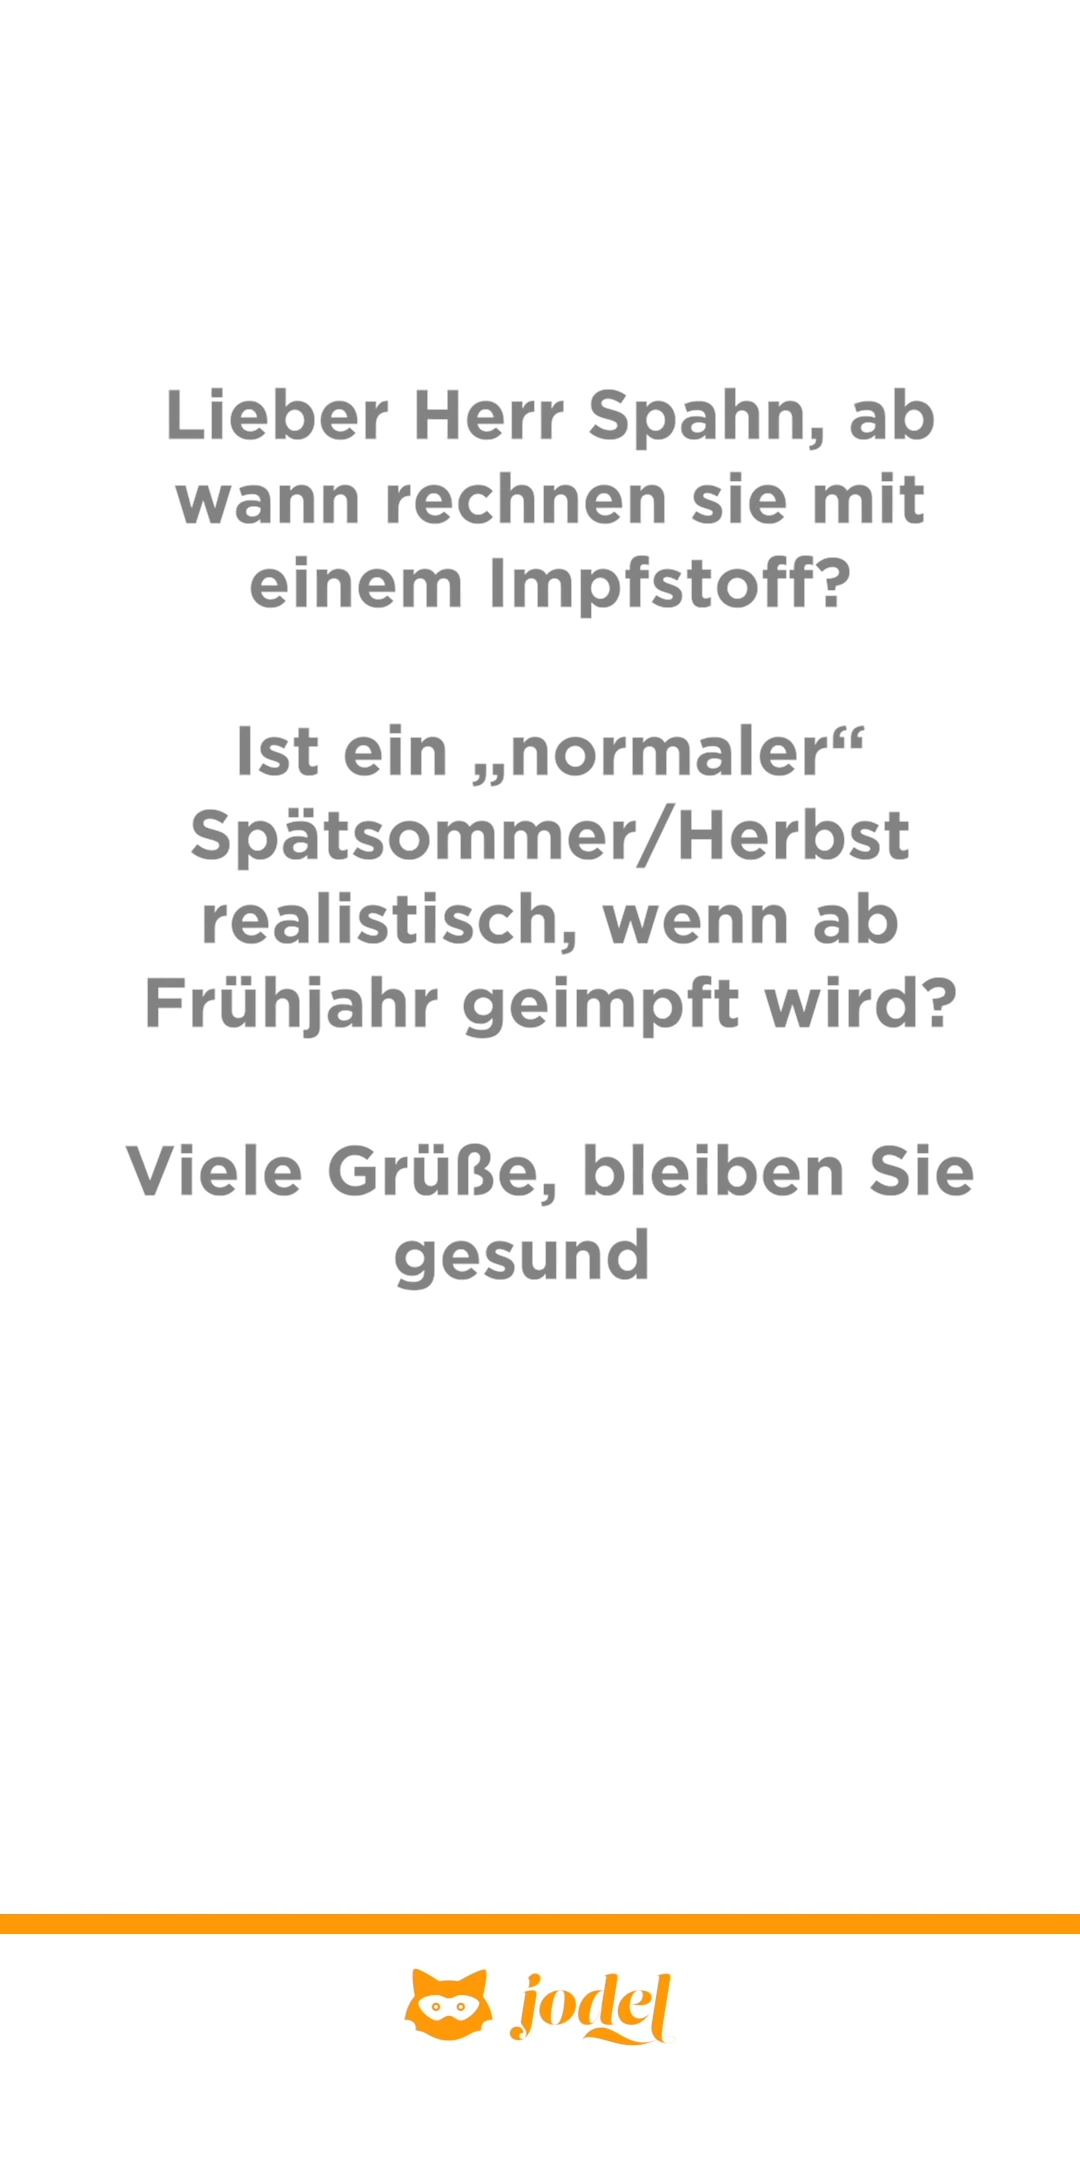 Lieber Herr Spahn, ab
wann rechnen sie mit
einem Impfstoff?
Ist ein „normaler“
Spätsommer/Herbst
realistisch, wenn ab
Frühjahr geimpft wird?
Viele Grüße, bleiben Sie
gesund
jodel